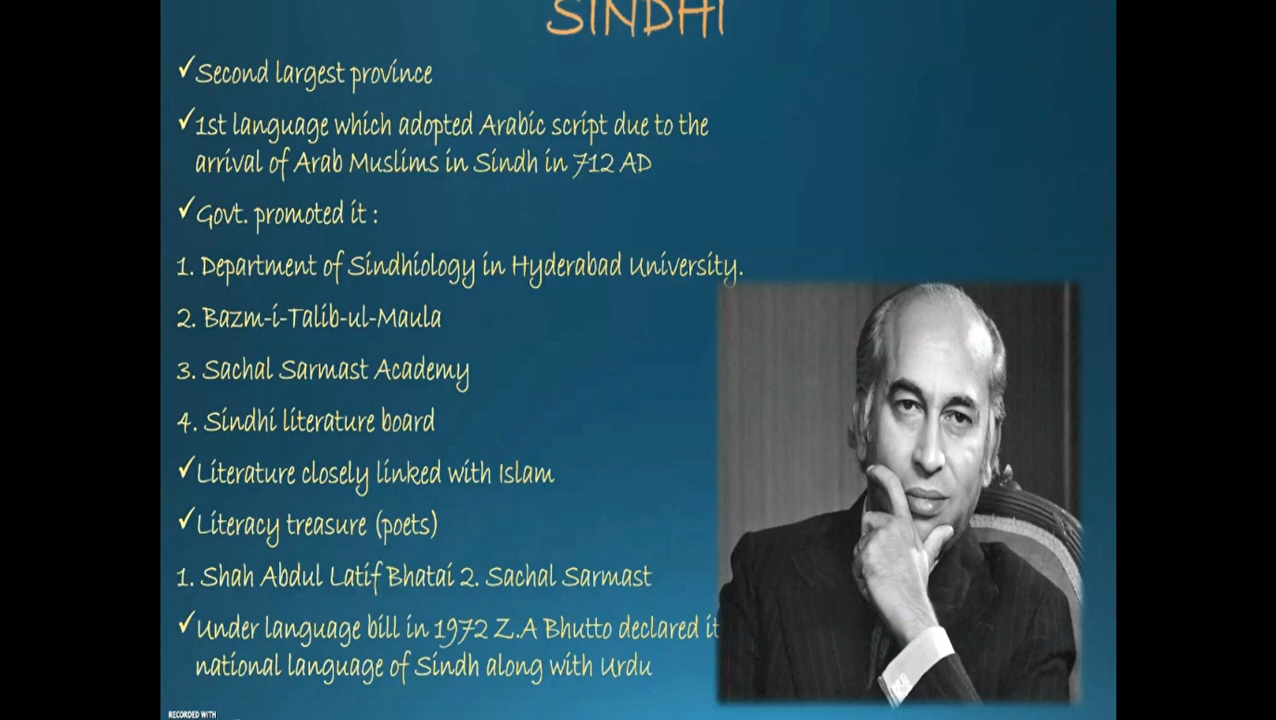 SINDHI
✓Second largest province
✓1st language which adopted Arabic script due to the
arrival of Arab Muslims in Sindh in 712 AD
✓Govt. promoted it :
1. Department of Sindhiology in Hyderabad University.
2. Bazm-i-Talib-ul-Maula
3. Sachal Sarmast Academy
4. Sindhi literature board
✓Literature closely linked with Islam
✓Literacy treasure (poets)
1. Shah Abdul Latif Bhatai 2. Sachal Sarmast
✓Under language bill in 1972 Z.A Bhutto declared it
national language of Sindh along with Urdu
RECORDED WITH